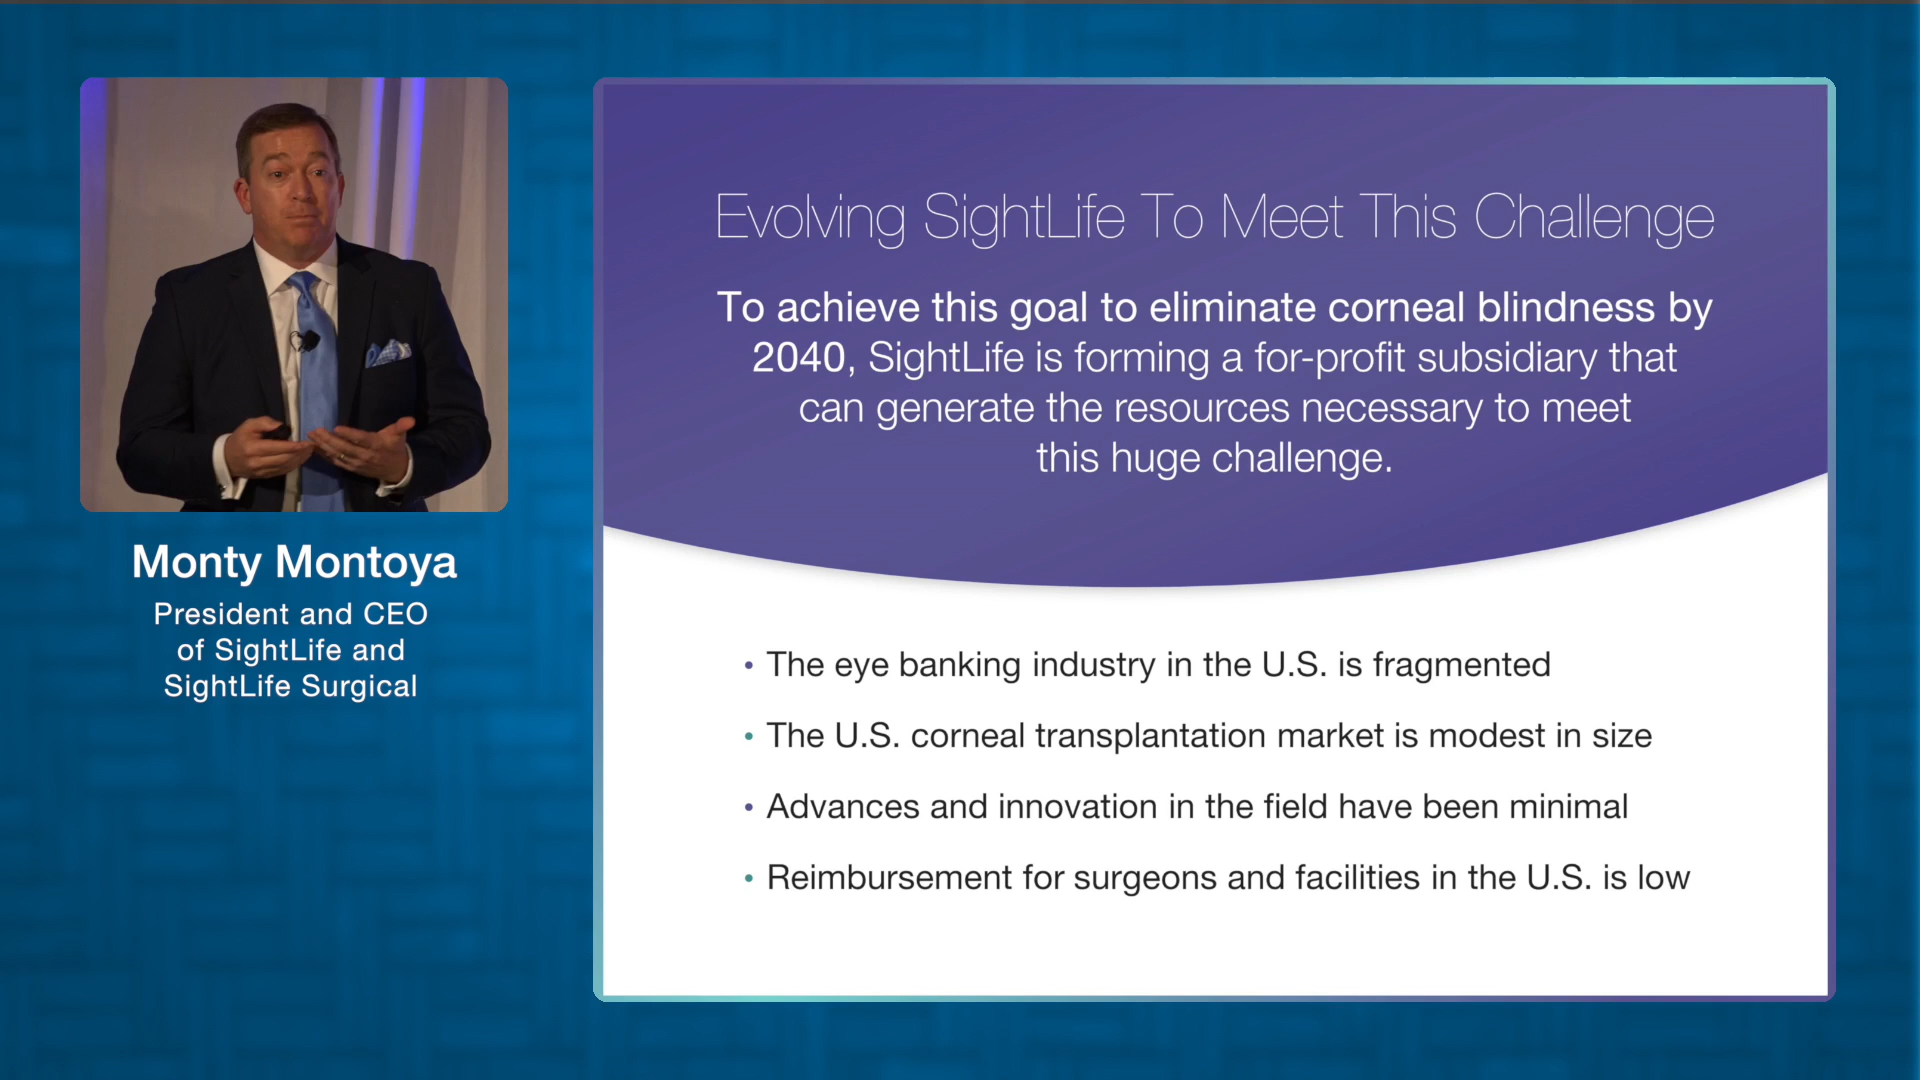 Monty Montoya
President and CEO
of SightLife and
SightLife Surgical
Evolving SightLife To Meet This Challenge
To achieve this goal to eliminate corneal blindness by
2040, SightLife is forming a for-profit subsidiary that
can generate the resources necessary to meet
this huge challenge.
• The eye banking industry in the U.S. is fragmented
• The U.S. corneal transplantation market is modest in size
• Advances and innovation in the field have been minimal
• Reimbursement for surgeons and facilities in the U.S. is low